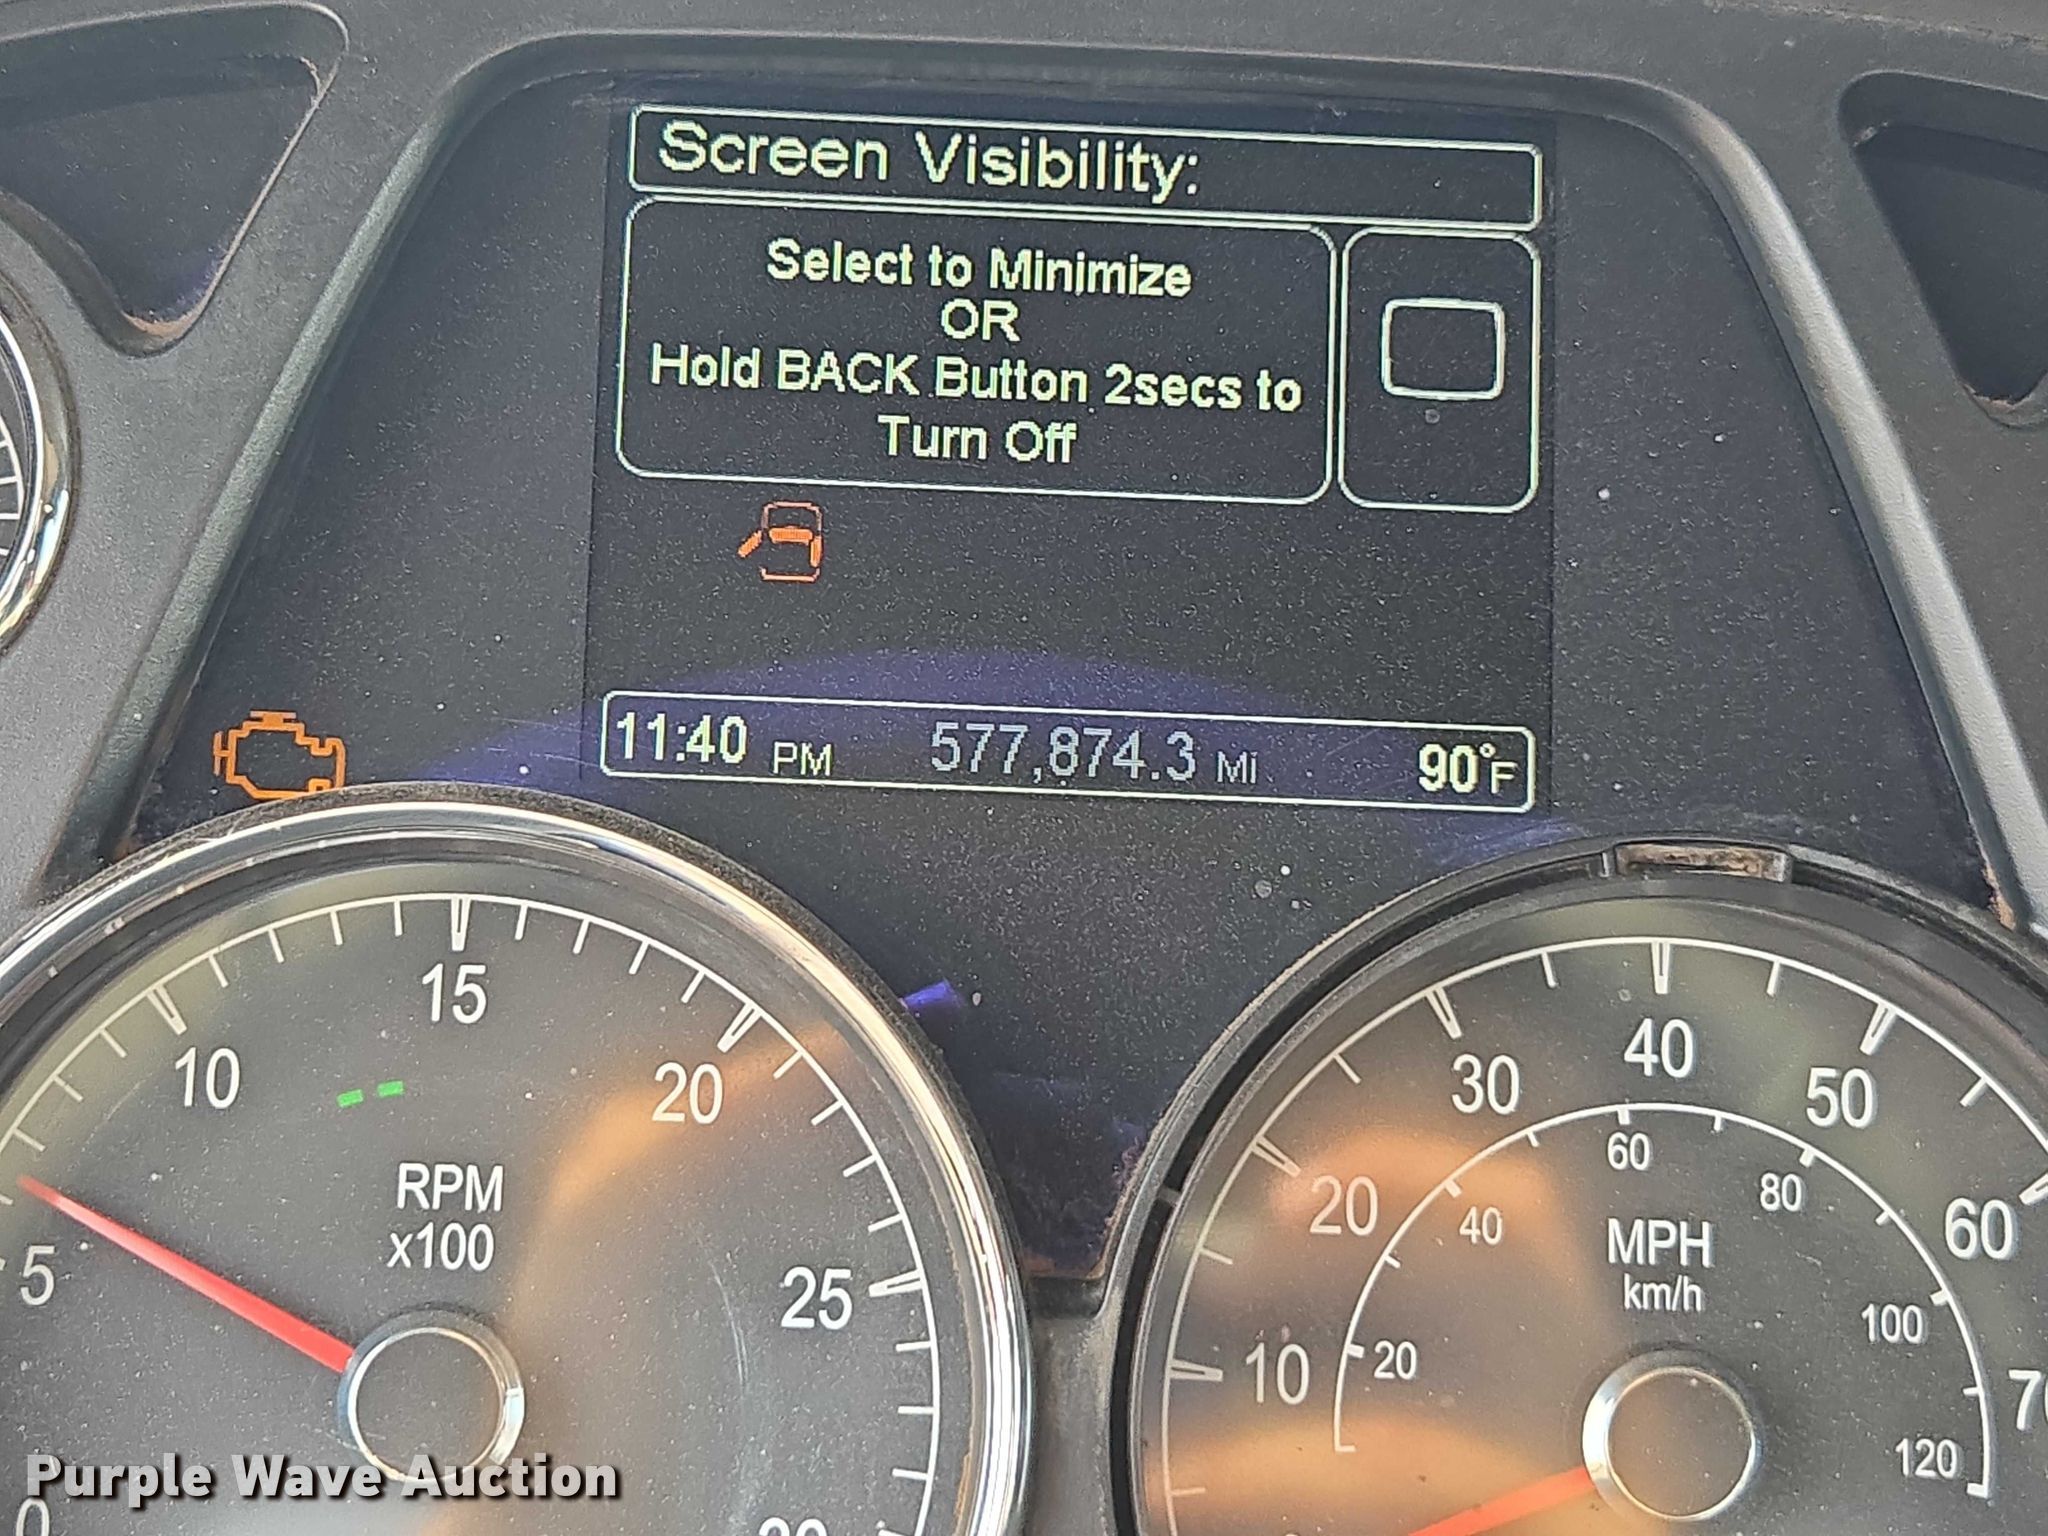 Screen Visibility:
Select to Minimize
OR
Hold BACK Button 2secs to
Turn Off
11:40 PM 577,874.3 Mi 90°F
15
10
20
5
25
0
RPM
x100
40
30
50
20
60
10
60
40
80
20
100
120
MPH
km/h
Purple Wave Auction